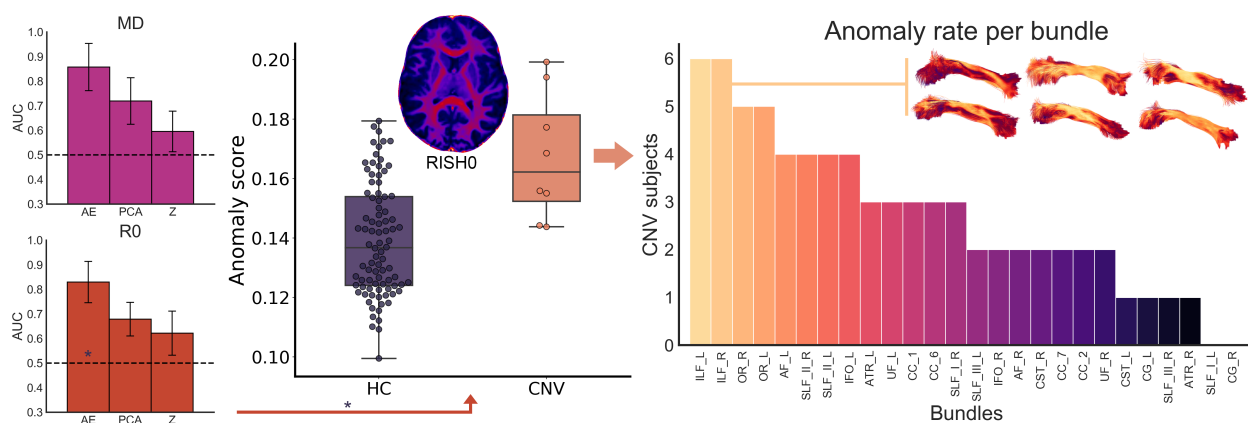 MD
1.0
0.9
0.8
0.7
0.6
0.5
0.4
0.3
AUC
AE PCA Z
R0
1.0
0.9
0.8
0.7
0.6
0.5
0.4
0.3
AUC
*
AE PCA Z
0.20
0.18
0.16
0.14
0.12
0.10
Anomaly score
RISH0
HC CNV
*
Anomaly rate per bundle
6
5
4
3
2
1
0
CNV subjects
ILF_L
ILF_R
OR_R
OR_L
AF_L
SLF_II_R
SLF_II_L
IFO_L
ATR_L
UF_L
CC_1
CC_6
SLF_I_R
SLF_III_L
IFO_R
AF_R
CST_R
CC_7
CC_2
UF_R
CST_L
CG_L
SLF_III_R
ATR_R
SLF_I_L
CG_R
Bundles